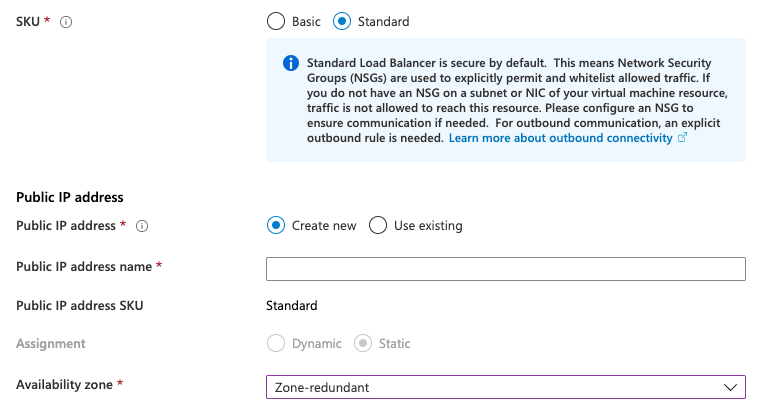 SKU * Basic Standard
Standard Load Balancer is secure by default.  This means Network Security
Groups (NSGs) are used to explicitly permit and whitelist allowed traffic. If
you do not have an NSG on a subnet or NIC of your virtual machine resource,
traffic is not allowed to reach this resource. Please configure an NSG to
ensure communication if needed.  For outbound communication, an explicit
outbound rule is needed.  Learn more about outbound connectivity
Public IP address
Public IP address * Create new Use existing
Public IP address name *
Public IP address SKU Standard
Assignment Dynamic Static
Availability zone * Zone-redundant